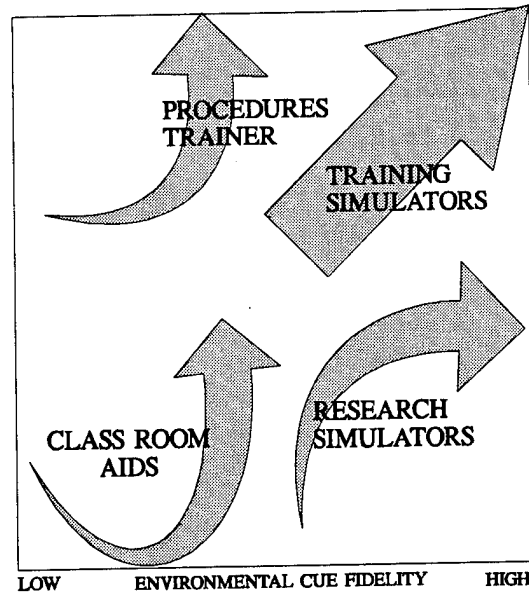 PROCEDURES
TRAINER
TRAINING
SIMULATORS
CLASS ROOM
AIDS
RESEARCH
SIMULATORS
LOW ENVIRONMENTAL CUE FIDELITY HIGH